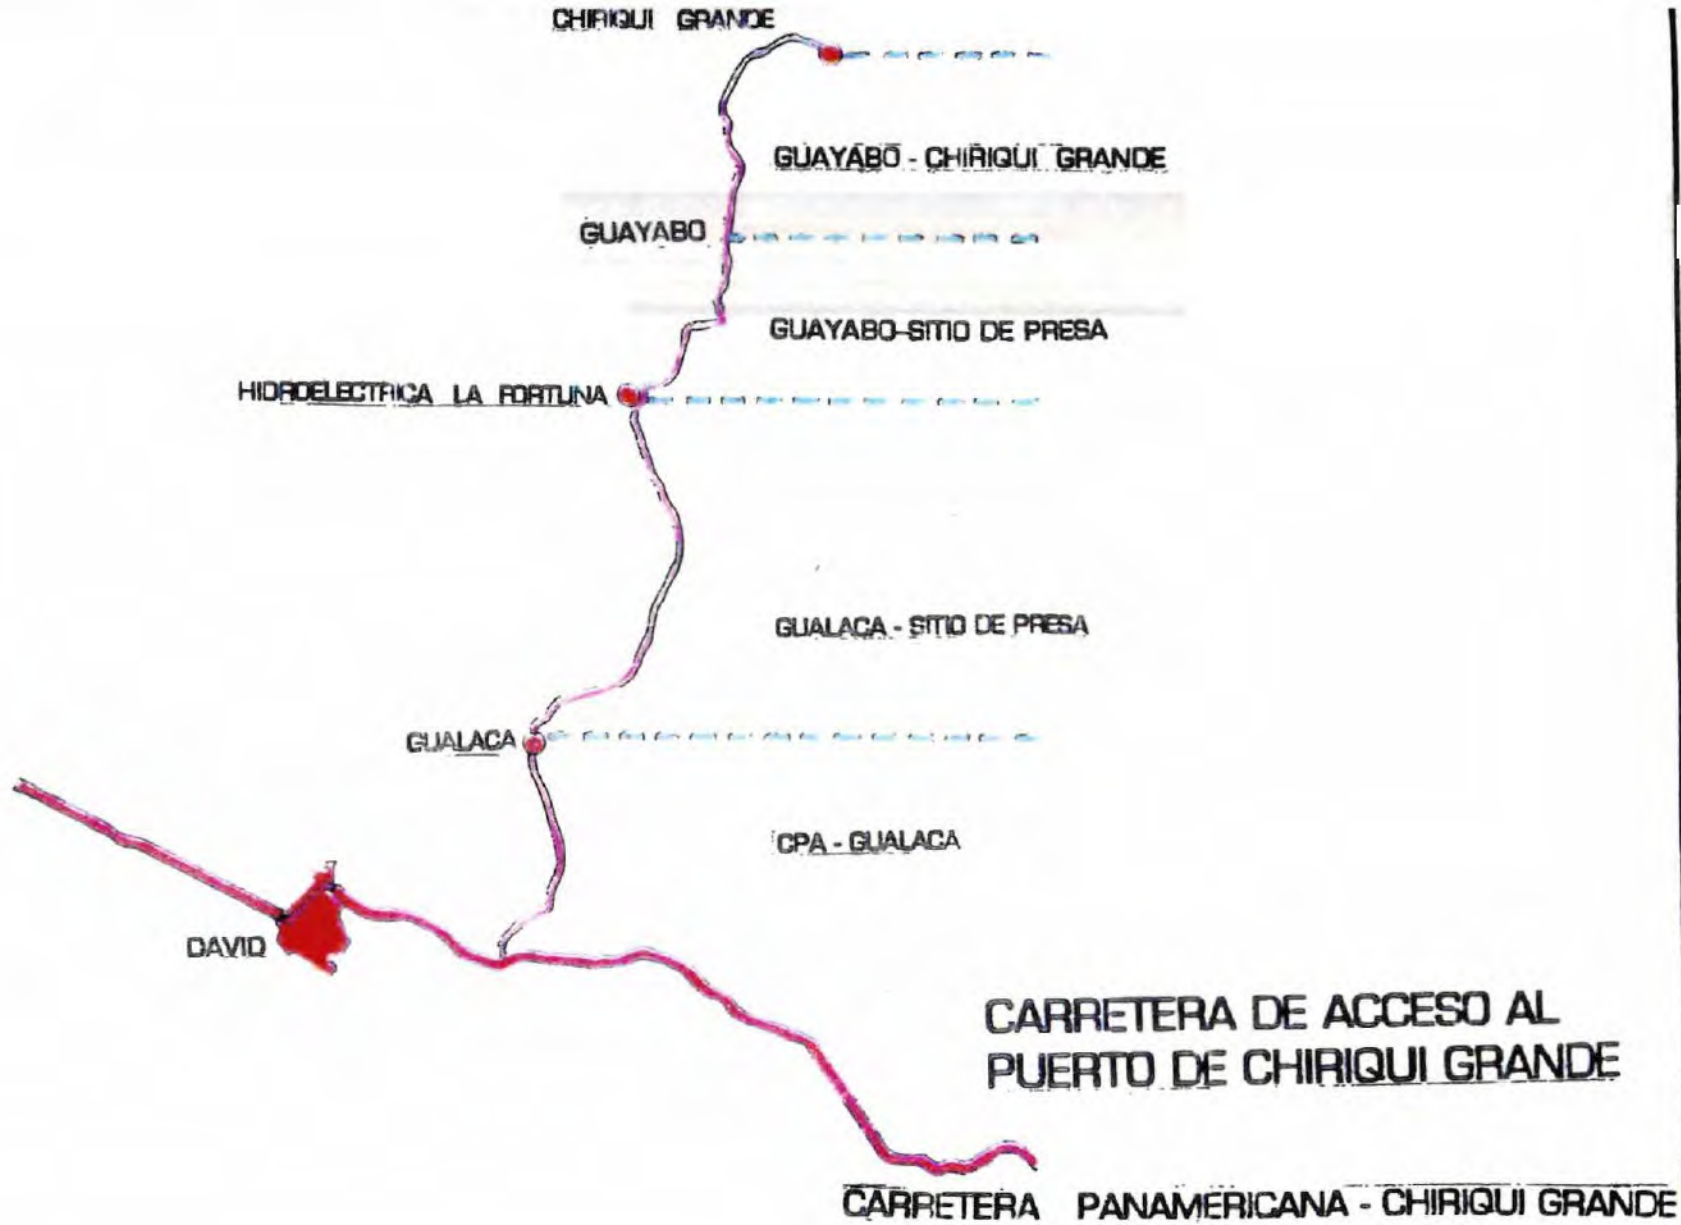 CHIRIQUI GRANDE
GUAYABO - CHIRIQUI GRANDE
GUAYABO
GUAYABO-SITIO DE PRESA
HIDROELECTRICA LA FORTUNA
GUALACA - SITIO DE PRESA
GUALACA
CPA - GUALACA
DAVID
CARRETERA DE ACCESO AL
PUERTO DE CHIRIQUI GRANDE
CARRETERA PANAMERICANA - CHIRIQUI GRANDE